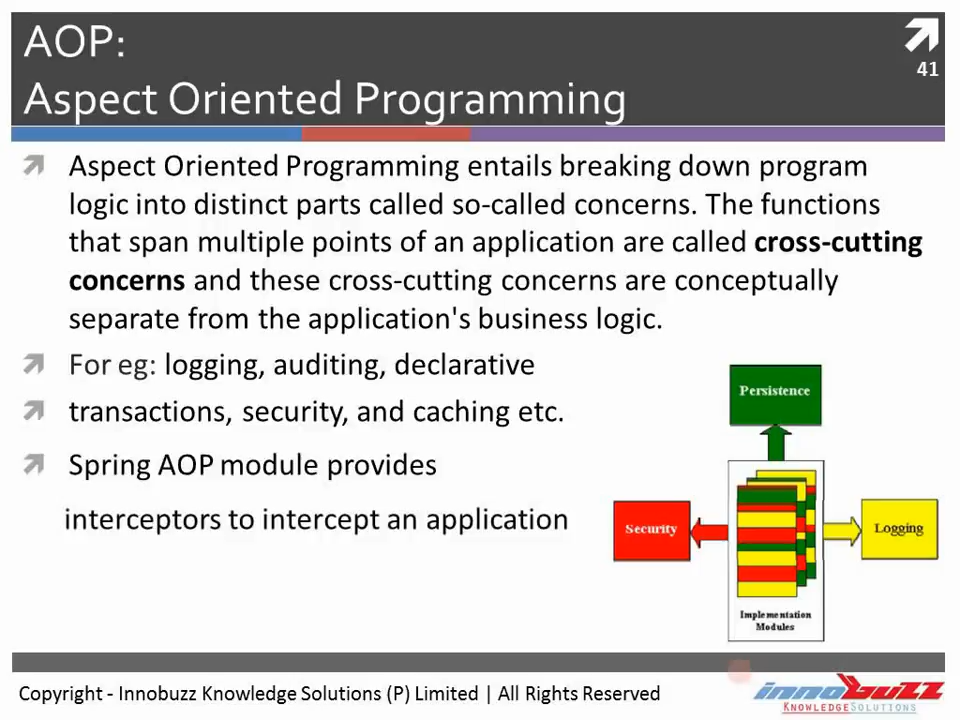 AOP:
Aspect Oriented Programming
41
Aspect Oriented Programming entails breaking down program
logic into distinct parts called so-called concerns. The functions
that span multiple points of an application are called cross-cutting
concerns and these cross-cutting concerns are conceptually
separate from the application's business logic.
For eg: logging, auditing, declarative
transactions, security, and caching etc.
Spring AOP module provides
interceptors to intercept an application
Persistence
Security
Logging
Implementation
Modules
Copyright - Innobuzz Knowledge Solutions (P) Limited | All Rights Reserved
innobuzz
KNOWLEDGESOLUTIONS